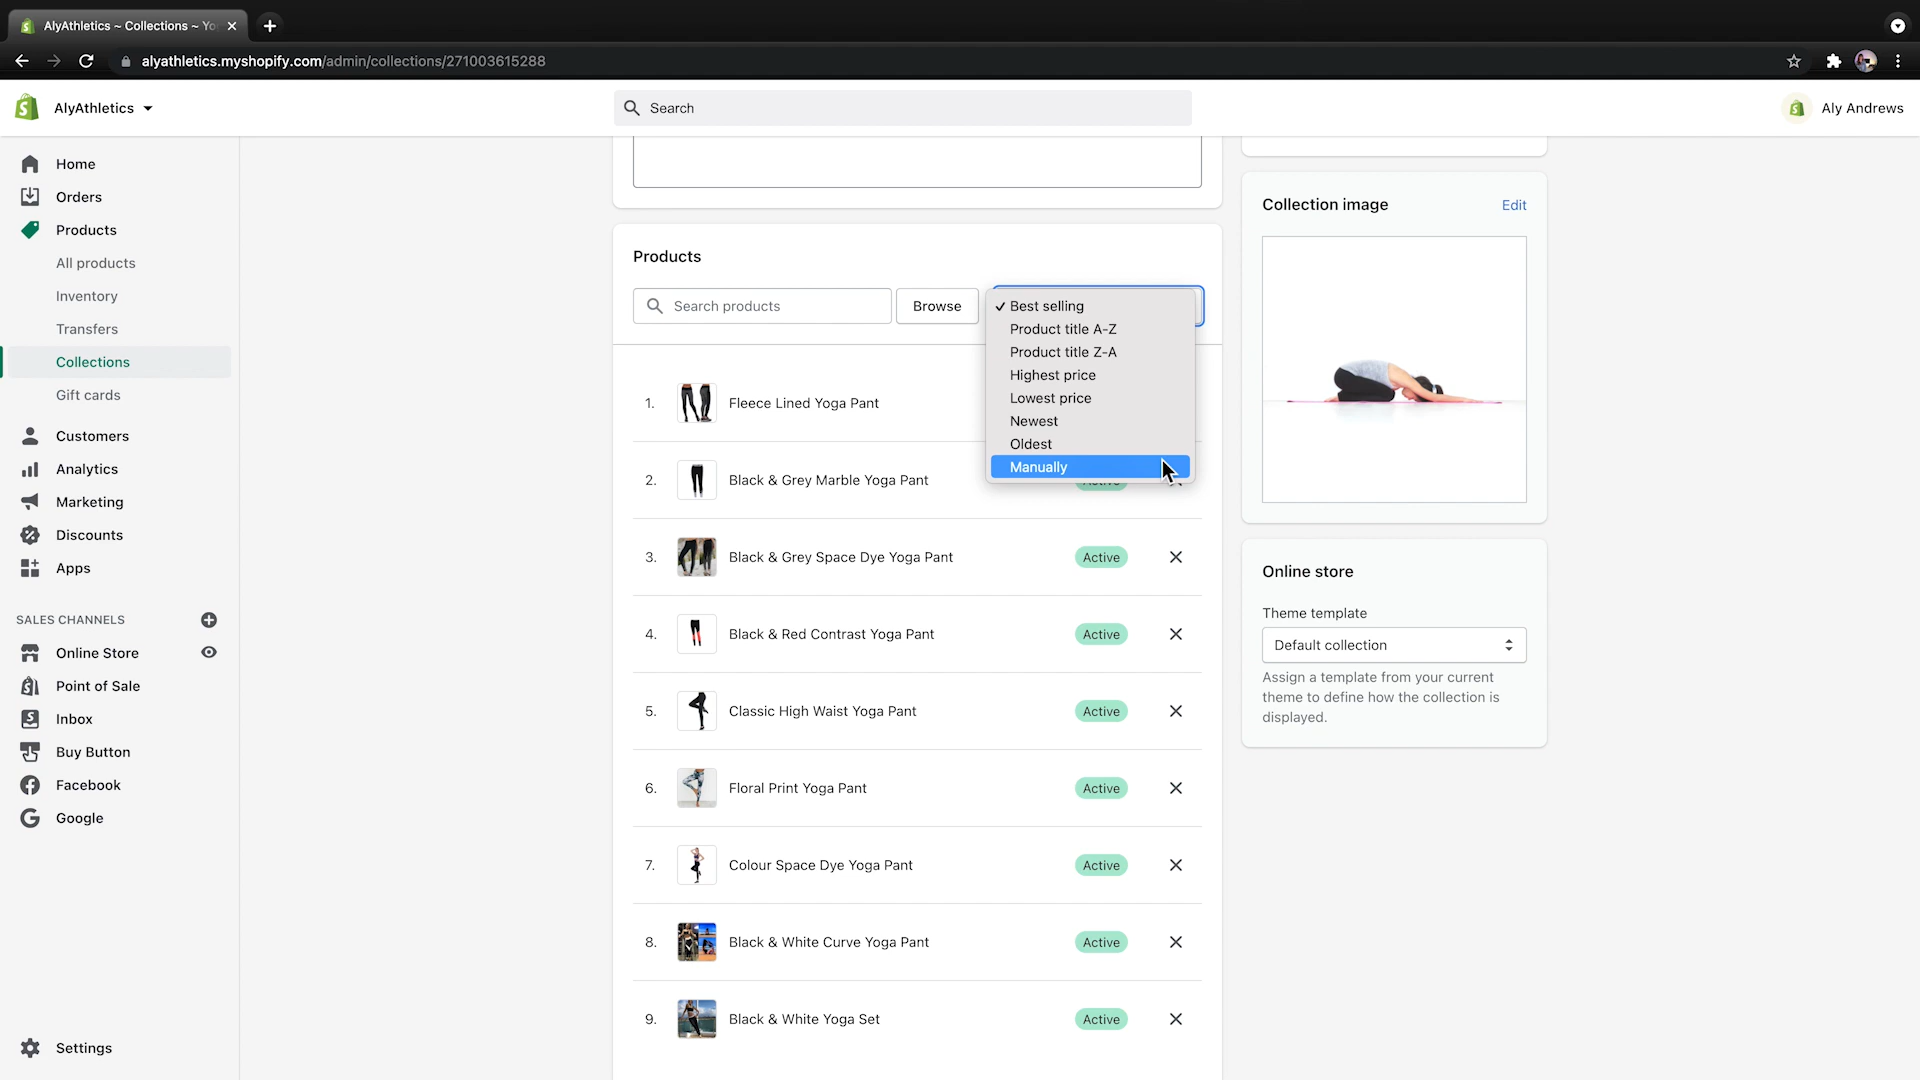 AlyAthletics ~ Collections ~ Yo
alyathletics.myshopify.com/admin/collections/271003615288
AlyAthletics
Search
Aly Andrews
Home
Orders
Products
All products
Inventory
Transfers
Collections
Gift cards
Customers
Analytics
Marketing
Discounts
Apps
SALES CHANNELS
Online Store
Point of Sale
Inbox
Buy Button
Facebook
Google
Settings
Products
Search products
Browse
Best selling
Product title A-Z
Product title Z-A
Highest price
Lowest price
Newest
Oldest
Manually
1. Fleece Lined Yoga Pant
2. Black & Grey Marble Yoga Pant
3. Black & Grey Space Dye Yoga Pant Active
4. Black & Red Contrast Yoga Pant Active
5. Classic High Waist Yoga Pant Active
6. Floral Print Yoga Pant Active
7. Colour Space Dye Yoga Pant Active
8. Black & White Curve Yoga Pant Active
9. Black & White Yoga Set Active
Collection image
Edit
Online store
Theme template
Default collection
Assign a template from your current
theme to define how the collection is
displayed.